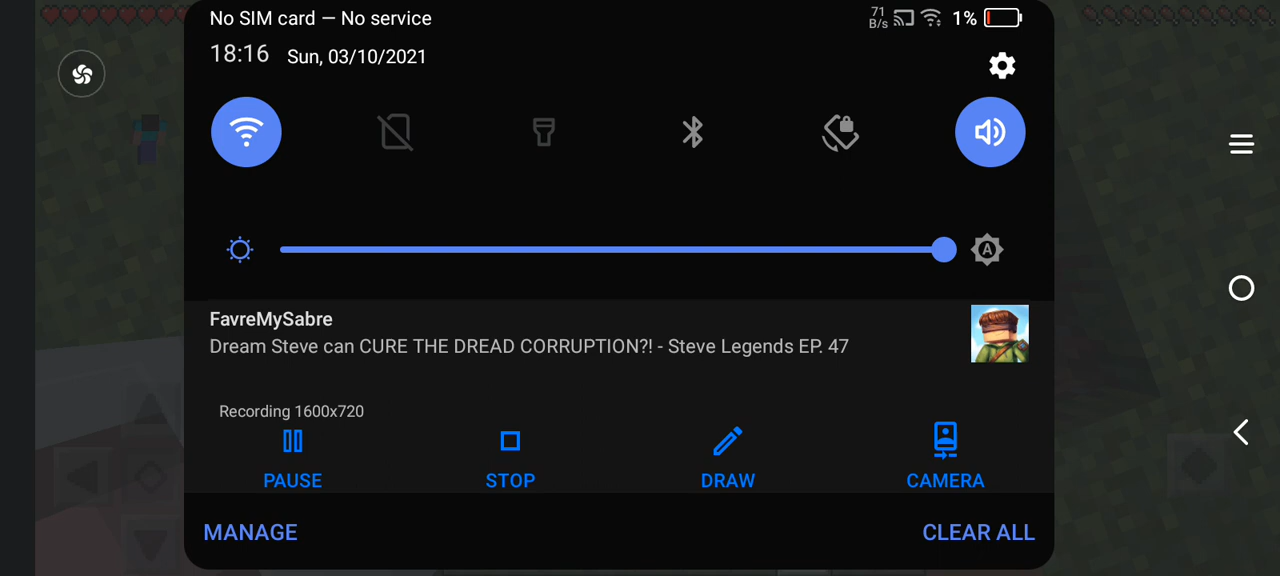 No SIM card — No service
71
B/s
1%
18:16
Sun, 03/10/2021
A
FavreMySabre
Dream Steve can CURE THE DREAD CORRUPTION?! - Steve Legends EP. 47
Recording 1600x720
PAUSE
STOP
DRAW
CAMERA
MANAGE
CLEAR ALL